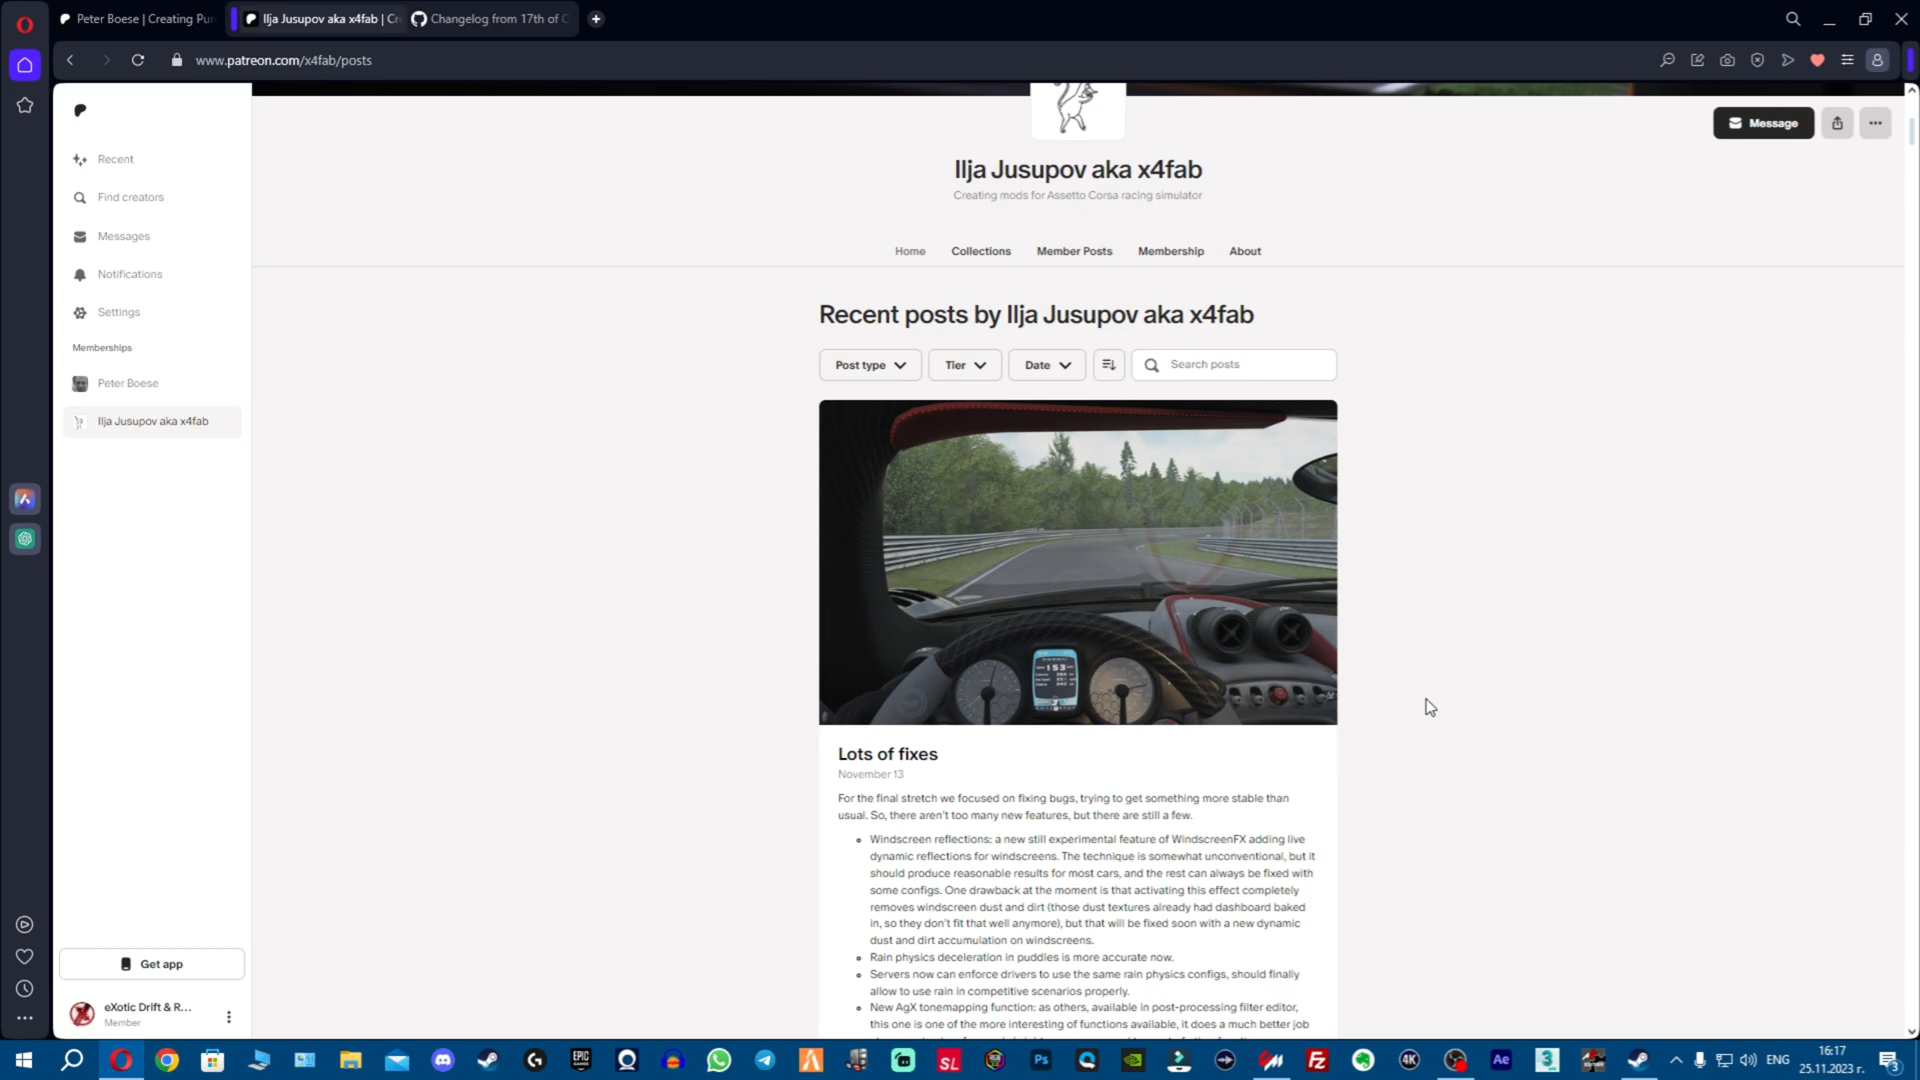 Peter Boese | Creating Pur
Ilja Jusupov aka x4fab | Cr
Changelog from 17th of O
www.patreon.com/x4fab/posts
Message
Recent
Find creators
Messages
Notifications
Settings
Memberships
Peter Boese
Ilja Jusupov aka x4fab
Get app
eXotic Drift & R...
Member
Ilja Jusupov aka x4fab
Creating mods for Assetto Corsa racing simulator
Home Collections Member Posts Membership About
Recent posts by Ilja Jusupov aka x4fab
Post type Tier Date Search posts
153
Lots of fixes
November 13
For the final stretch we focused on fixing bugs, trying to get something more stable than
usual. So, there aren't too many new features, but there are still a few.
Windscreen reflections: a new still experimental feature of WindscreenFX adding live
dynamic reflections for windscreens. The technique is somewhat unconventional, but it
should produce reasonable results for most cars, and the rest can always be fixed with
some configs. One drawback at the moment is that activating this effect completely
removes windscreen dust and dirt (those dust textures already had dashboard baked
in, so they don't fit that well anymore), but that will be fixed soon with a new dynamic
dust and dirt accumulation on windscreens.
Rain physics deceleration in puddles is more accurate now.
Servers now can enforce drivers to use the same rain physics configs, should finally
allow to use rain in competitive scenarios properly.
New AgX tonemapping function: as others, available in post-processing filter editor,
this one is one of the more interesting of functions available, it does a much better job
EPIC GAMES
SL
Ps
FZ
4K
Ae
3
ENG
16:17
25.11.2023 г.
3